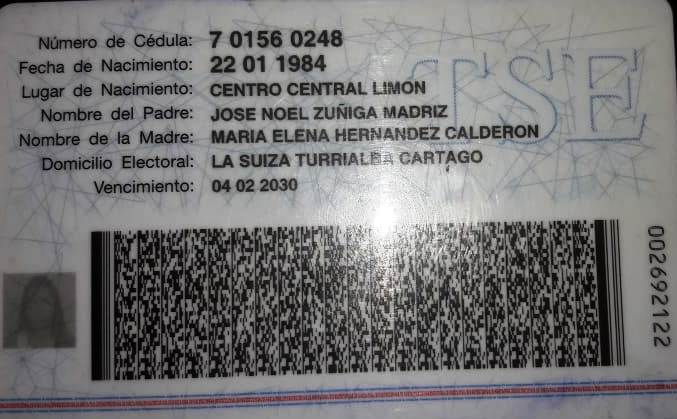 Número de Cédula: 7 0156 0248
Fecha de Nacimiento: 22 01 1984
Lugar de Nacimiento: CENTRO CENTRAL LIMON
Nombre del Padre: JOSE NOEL ZUÑIGA MADRIZ
Nombre de la Madre: MARIA ELENA HERNANDEZ CALDERON
Domicilio Electoral: LA SUIZA TURRIALBA CARTAGO
Vencimiento: 04 02 2030
TSE
002692122